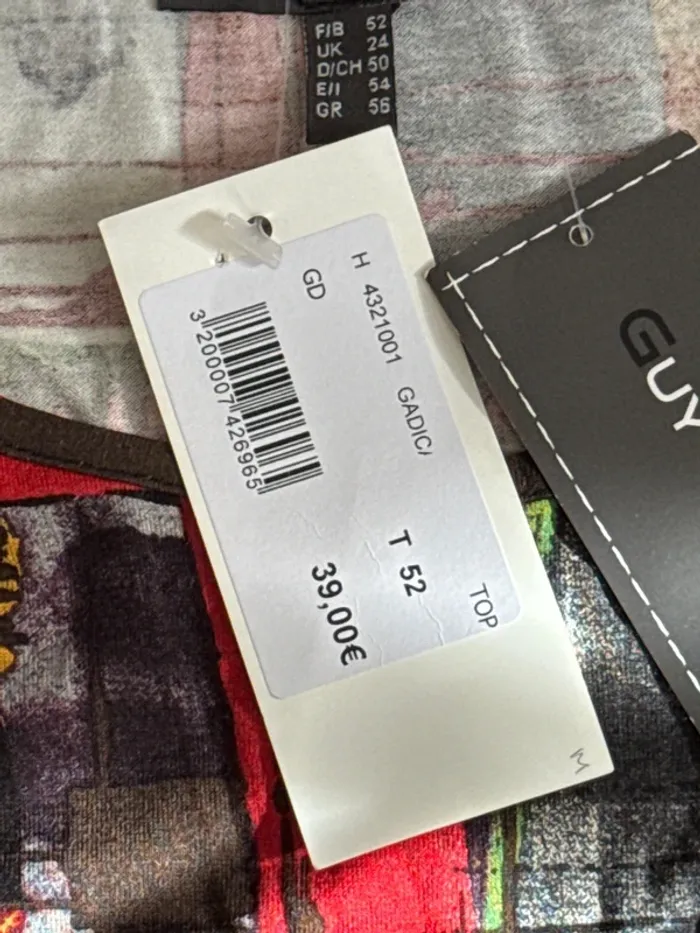 F/B 52
UK 24
D/CH 50
E/I 54
GR 56
H 4321001 GADIC/
GD
3 200007 426965
TOP
T 52
39,00€
M
GUY